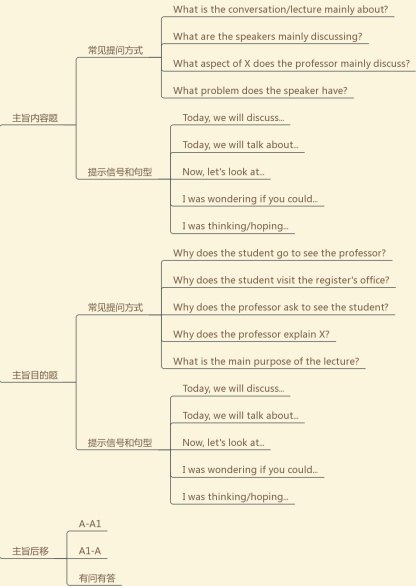 What is the conversation/lecture mainly about?
What are the speakers mainly discussing?
常见提问方式
What aspect of X does the professor mainly discuss?
What problem does the speaker have?
主旨内容题
Today, we will discuss...
Today, we will talk about...
提示信号和句型
Now, let's look at...
I was wondering if you could...
I was thinking/hoping...
Why does the student go to see the professor?
Why does the student visit the register's office?
常见提问方式
Why does the professor ask to see the student?
Why does the professor explain X?
What is the main purpose of the lecture?
主旨目的题
Today, we will discuss...
Today, we will talk about...
提示信号和句型
Now, let's look at...
I was wondering if you could...
I was thinking/hoping...
A-A1
主旨后移
A1-A
有问有答